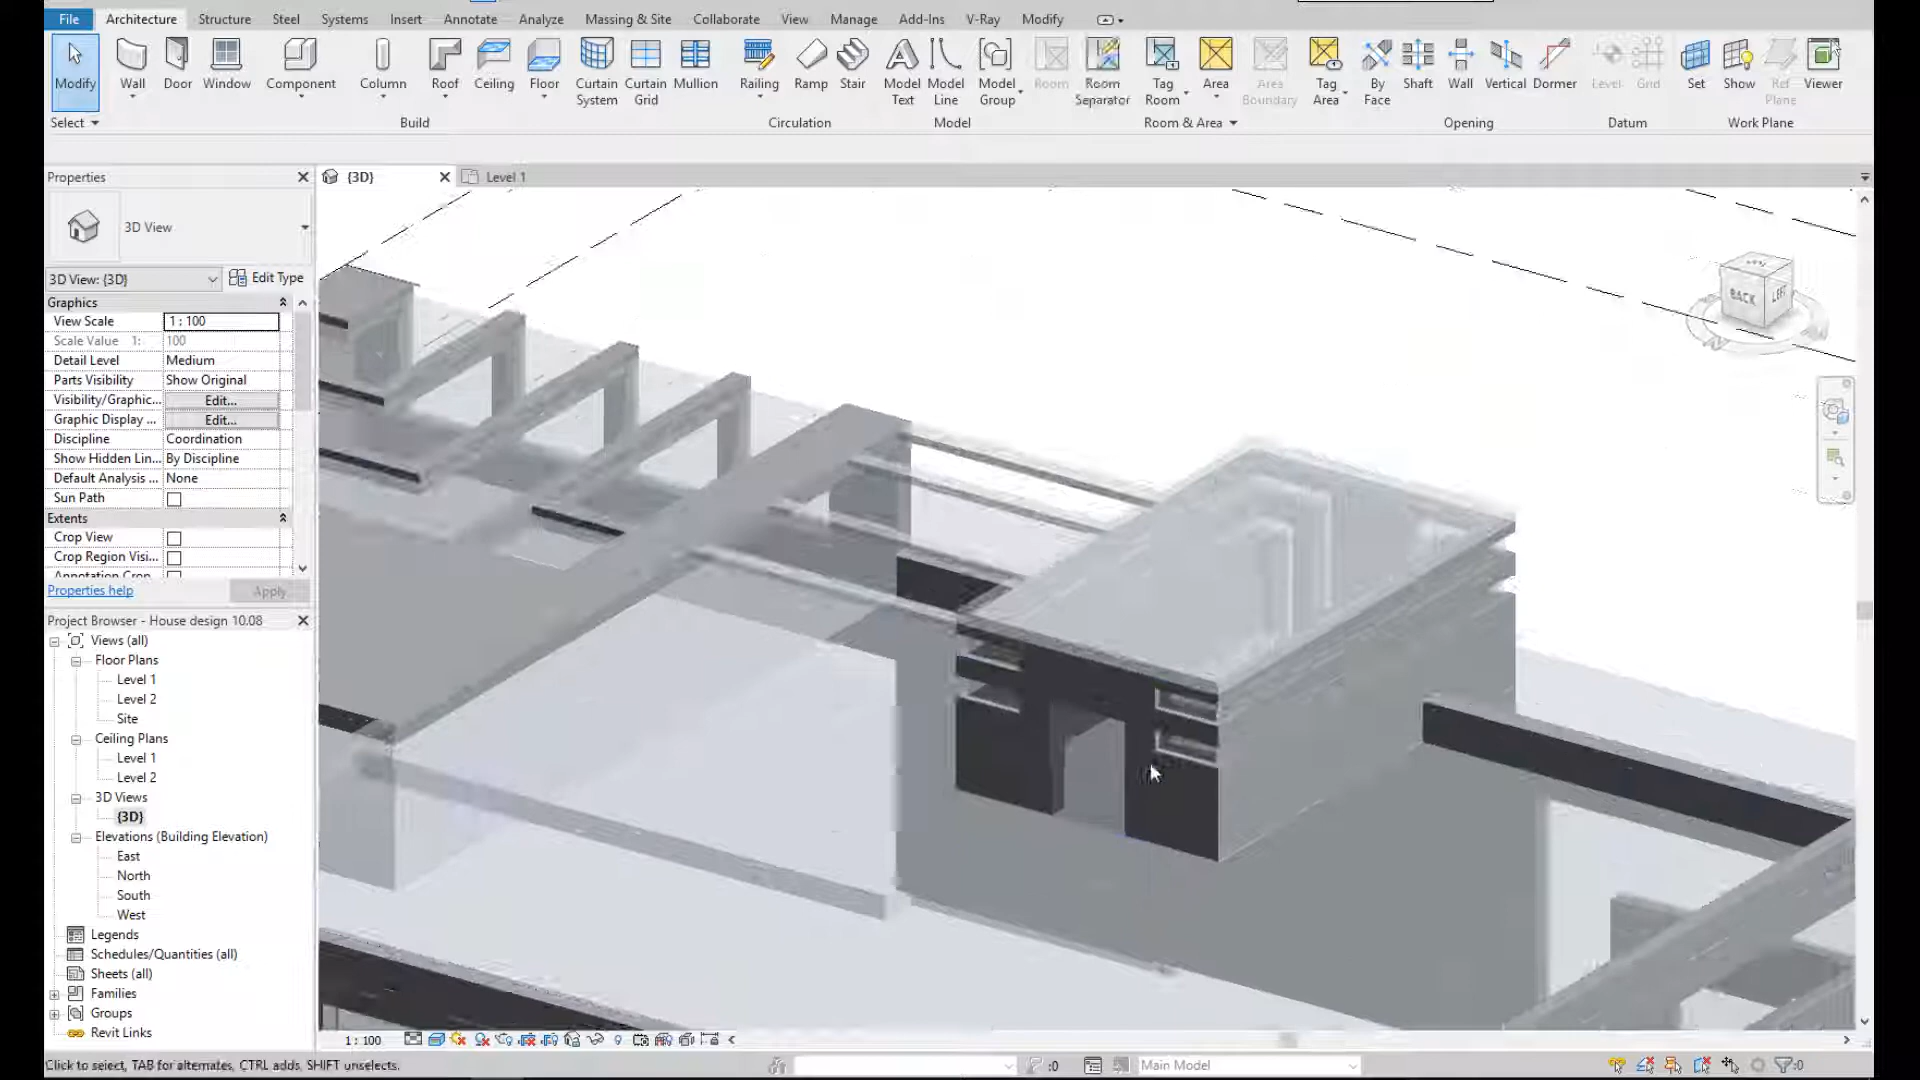 File Architecture Structure Steel Systems Insert Annotate Analyze Massing & Site Collaborate View Manage Add-Ins V-Ray Modify
Modify Wall Door Window Component Column Roof Ceiling Floor Curtain System Curtain Grid Mullion Railing Ramp Stair Model Text Model Line Model Group Room Room Separator Tag Room Area Area Boundary Tag Area By Face Shaft Wall Vertical Dormer Level Grid Set Show Ref Plane Viewer
Select Build Circulation Model Room & Area Opening Datum Work Plane
Properties
{3D} Level 1
3D View
3D View: {3D} Edit Type
Graphics
View Scale 1 : 100
Scale Value 1: 100
Detail Level Medium
Parts Visibility Show Original
Visibility/Graphic... Edit...
Graphic Display ... Edit...
Discipline Coordination
Show Hidden Lin... By Discipline
Default Analysis ... None
Sun Path
Extents
Crop View
Crop Region Visi...
Annotation Crop
Properties help Apply
Project Browser - House design 10.08
Views (all)
Floor Plans
Level 1
Level 2
Site
Ceiling Plans
Level 1
Level 2
3D Views
{3D}
Elevations (Building Elevation)
East
North
South
West
Legends
Schedules/Quantities (all)
Sheets (all)
Families
Groups
Revit Links
BACK LEFT
1 : 100
Click to select, TAB for alternates, CTRL adds, SHIFT unselects. :0 Main Model :0